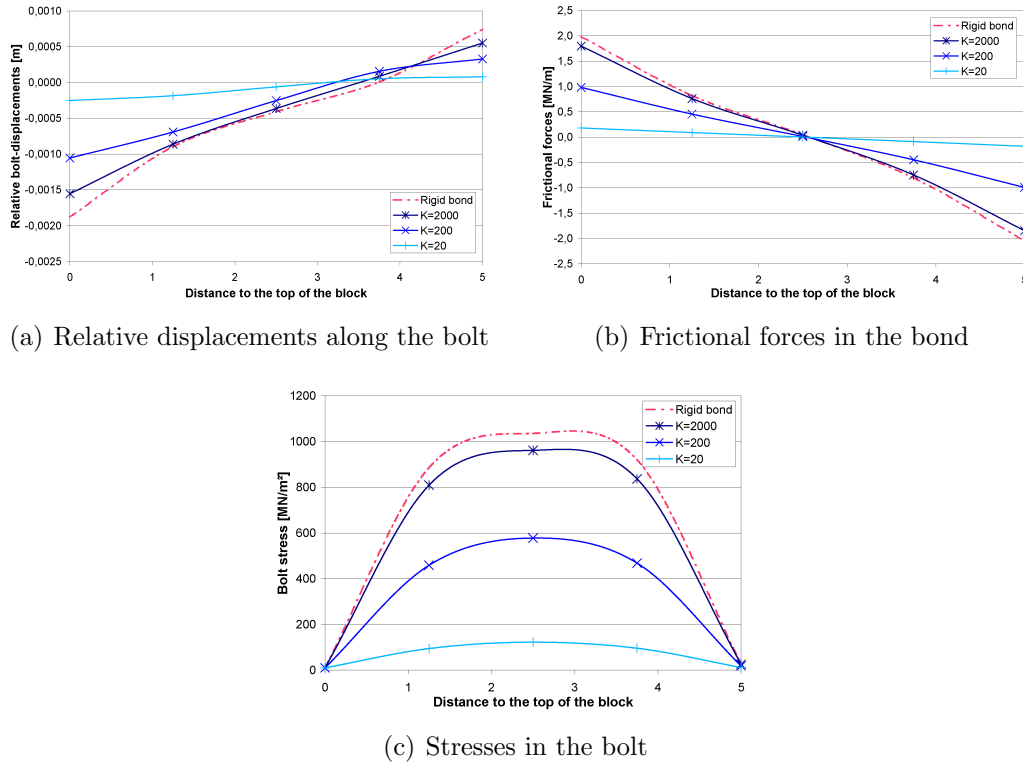 0,0010
0,0005
0,0000
-0,0005
-0,0010
-0,0015
-0,0020
-0,0025
Relative bolt-displacements [m]
Rigid bond
K=2000
K=200
K=20
0 1 2 3 4 5
Distance to the top of the block
(a) Relative displacements along the bolt
2,5
2,0
1,5
1,0
0,5
0,0
-0,5
-1,0
-1,5
-2,0
-2,5
Frictional forces [MN/m]
Rigid bond
K=2000
K=200
K=20
0 1 2 3 4 5
Distance to the top of the block
(b) Frictional forces in the bond
1200
1000
800
600
400
200
0
Bolt stress [MN/m²]
Rigid bond
K=2000
K=200
K=20
0 1 2 3 4 5
Distance to the top of the block
(c) Stresses in the bolt